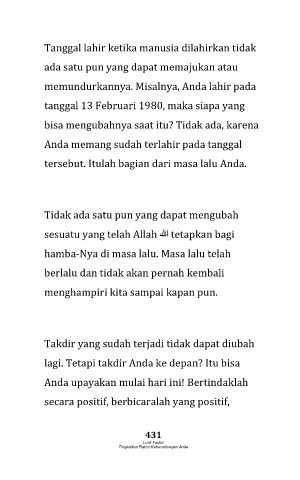 Tanggal lahir ketika manusia dilahirkan tidak
ada satu pun yang dapat memajukan atau
memundurkannya. Misalnya, Anda lahir pada
tanggal 13 Februari 1980, maka siapa yang
bisa mengubahnya saat itu? Tidak ada, karena
Anda memang sudah terlahir pada tanggal
tersebut. Itulah bagian dari masa lalu Anda.
Tidak ada satu pun yang dapat mengubah
sesuatu yang telah Allah ﷻ tetapkan bagi
hamba-Nya di masa lalu. Masa lalu telah
berlalu dan tidak akan pernah kembali
menghampiri kita sampai kapan pun.
Takdir yang sudah terjadi tidak dapat diubah
lagi. Tetapi takdir Anda ke depan? Itu bisa
Anda upayakan mulai hari ini! Bertindaklah
secara positif, berbicaralah yang positif,
431
Tingkatkan Faktor Keberuntungan Anda